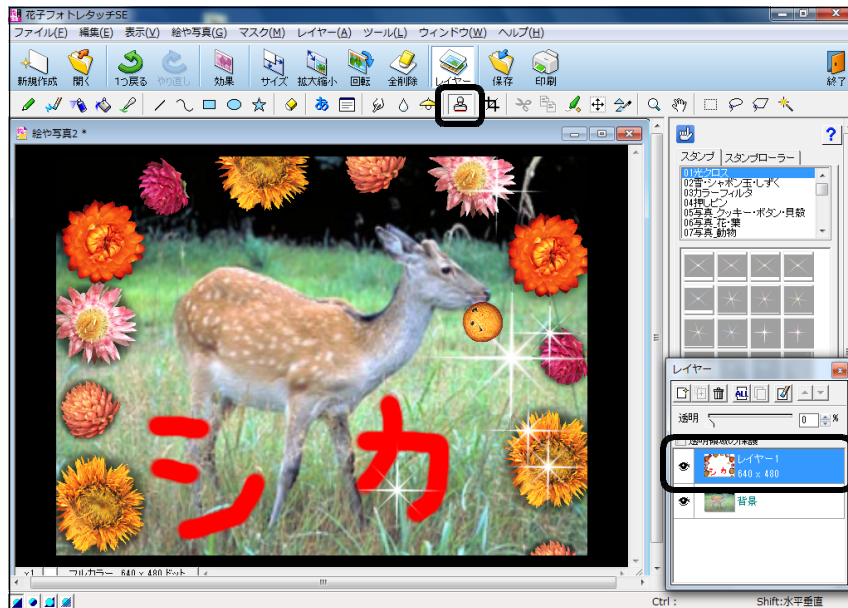 花子フォトレタッチSE
ファイル(F) 編集(E) 表示(V) 絵や写真(G) マスク(M) レイヤー(A) ツール(L) ウィンドウ(W) ヘルプ(H)
新規作成 開く 1つ戻る やり直し 効果 サイズ 拡大縮小 回転 全削除 レイヤー 保存 印刷 終了
あ
絵や写真2 *
?
スタンプ スタンプローラー
01光クロス
02雪・シャボン玉・しずく
03カラーフィルタ
04押しピン
05写真_クッキー・ボタン・貝殻
06写真_花・葉
07写真_動物
シカ
レイヤー
ALL
透明 0 %
透明領域の保護
レイヤー1
640 x 480
背景
x1 フルカラー 640 x 480 ドット
Ctrl : Shift:水平垂直